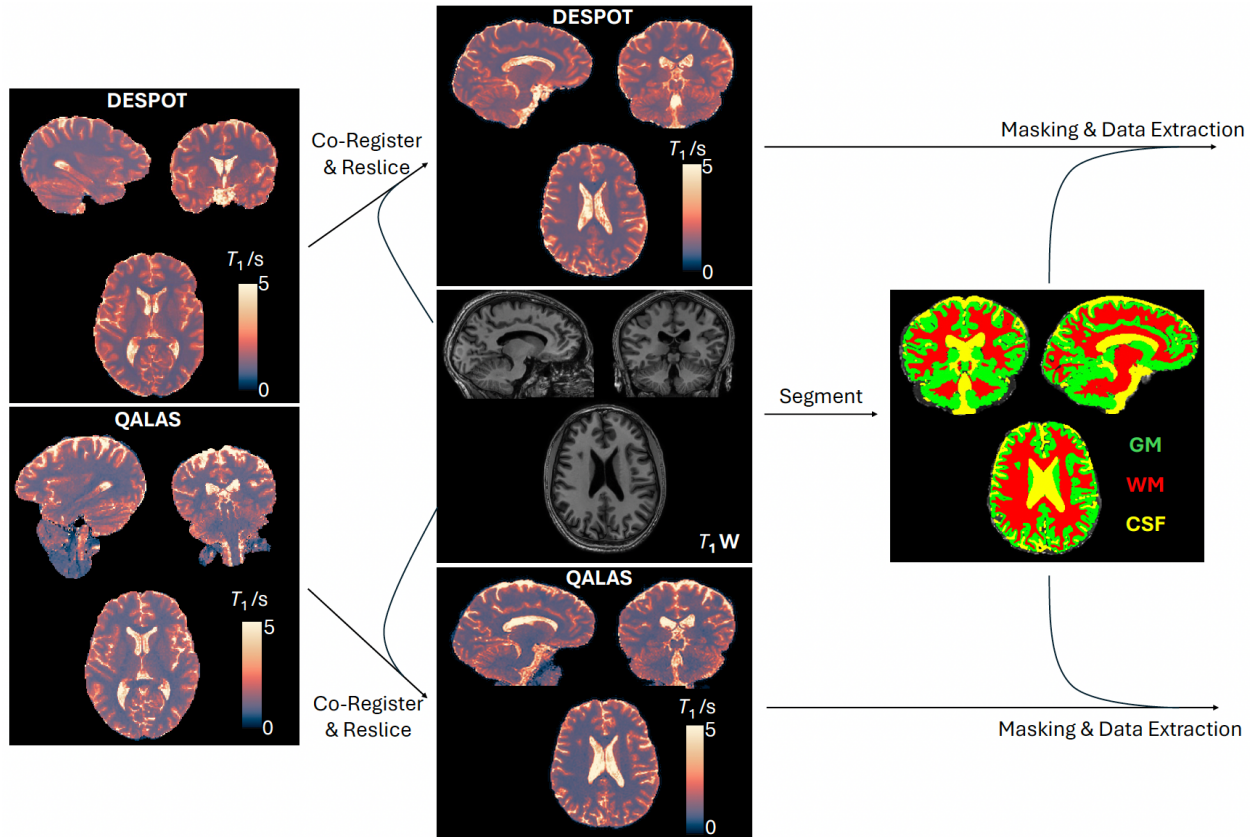 DESPOT
T₁/s
5
0
QALAS
T₁/s
5
0
Co-Register
& Reslice
Co-Register
& Reslice
DESPOT
T₁/s
5
0
T₁W
QALAS
T₁/s
5
0
Segment
Masking & Data Extraction
GM
WM
CSF
Masking & Data Extraction